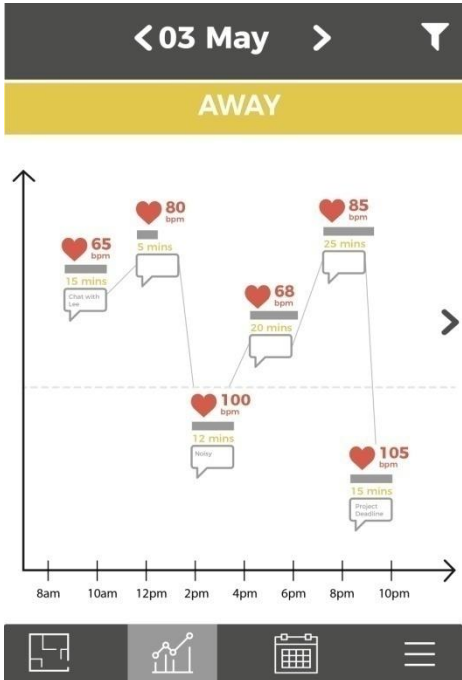 03 May
AWAY
65
bpm
15 mins
Chat with
Lee
80
bpm
5 mins
100
bpm
12 mins
Noisy
68
bpm
20 mins
85
bpm
25 mins
105
bpm
15 mins
Project
Deadline
8am 10am 12pm 2pm 4pm 6pm 8pm 10pm